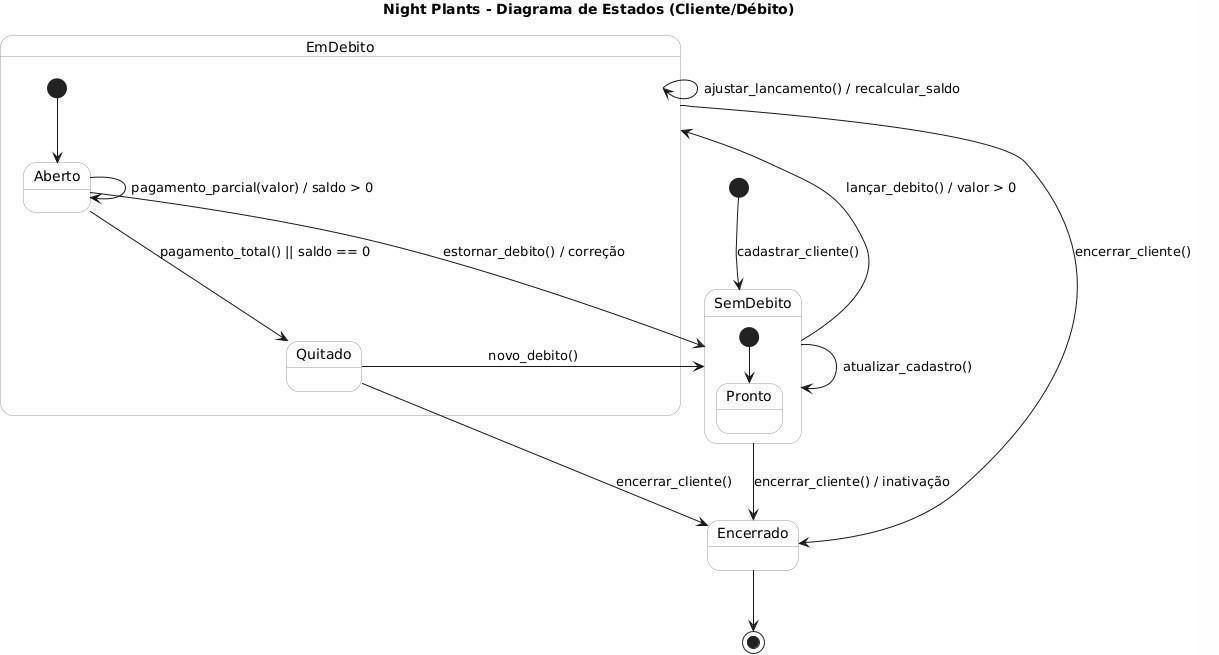 Night Plants - Diagrama de Estados (Cliente/Débito)
EmDebito
ajustar_lancamento() / recalcular_saldo
Aberto
pagamento_parcial(valor) / saldo > 0
lançar_debito() / valor > 0
pagamento_total() || saldo == 0
estornar_debito() / correção
cadastrar_cliente()
encerrar_cliente()
SemDebito
Quitado
novo_debito()
atualizar_cadastro()
Pronto
encerrar_cliente()
encerrar_cliente() / inativação
Encerrado